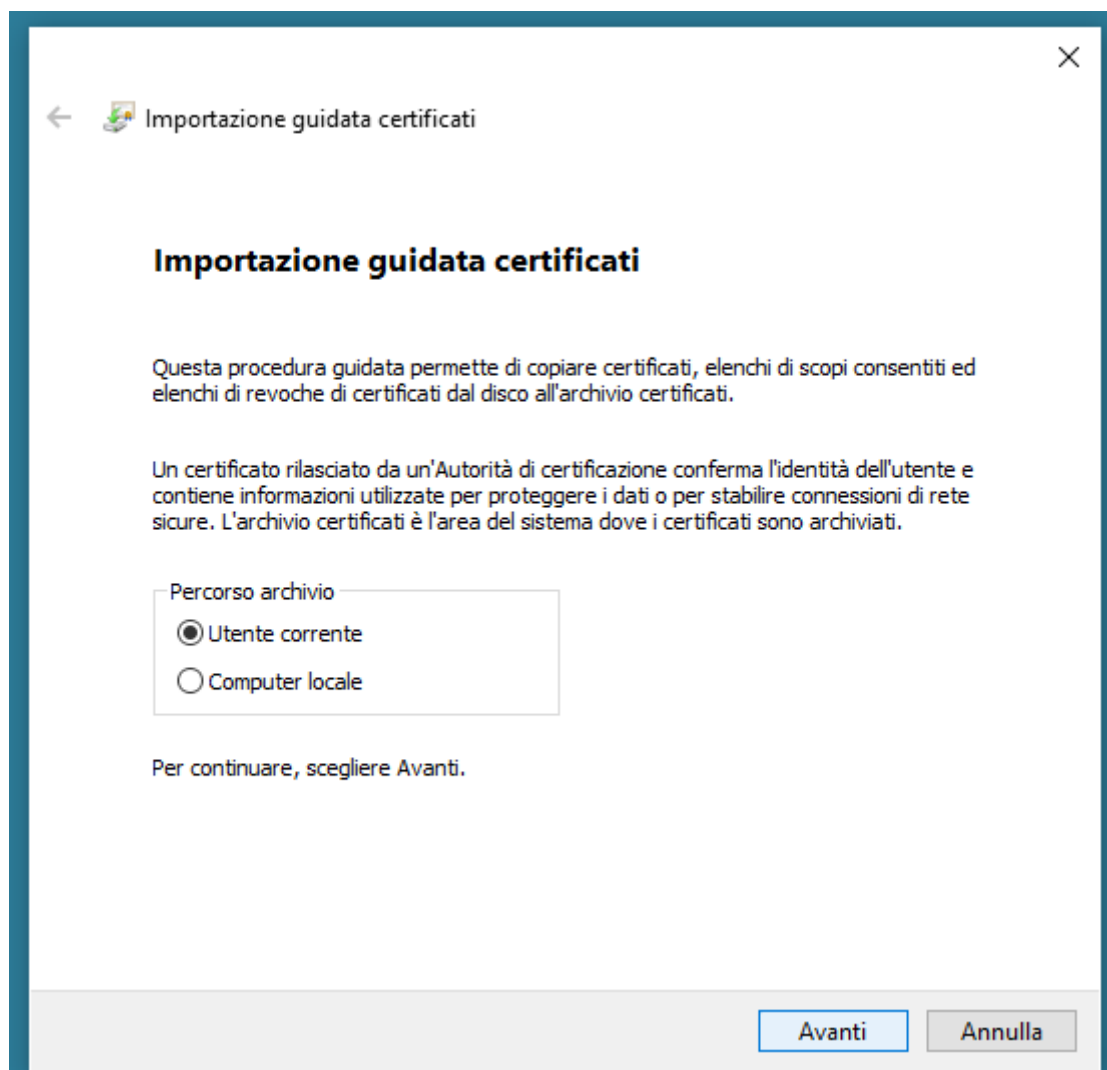 Importazione guidata certificati
Importazione guidata certificati
Questa procedura guidata permette di copiare certificati, elenchi di scopi consentiti ed
elenchi di revoche di certificati dal disco all'archivio certificati.
Un certificato rilasciato da un'Autorità di certificazione conferma l'identità dell'utente e
contiene informazioni utilizzate per proteggere i dati o per stabilire connessioni di rete
sicure. L'archivio certificati è l'area del sistema dove i certificati sono archiviati.
Percorso archivio
Utente corrente
Computer locale
Per continuare, scegliere Avanti.
Avanti
Annulla